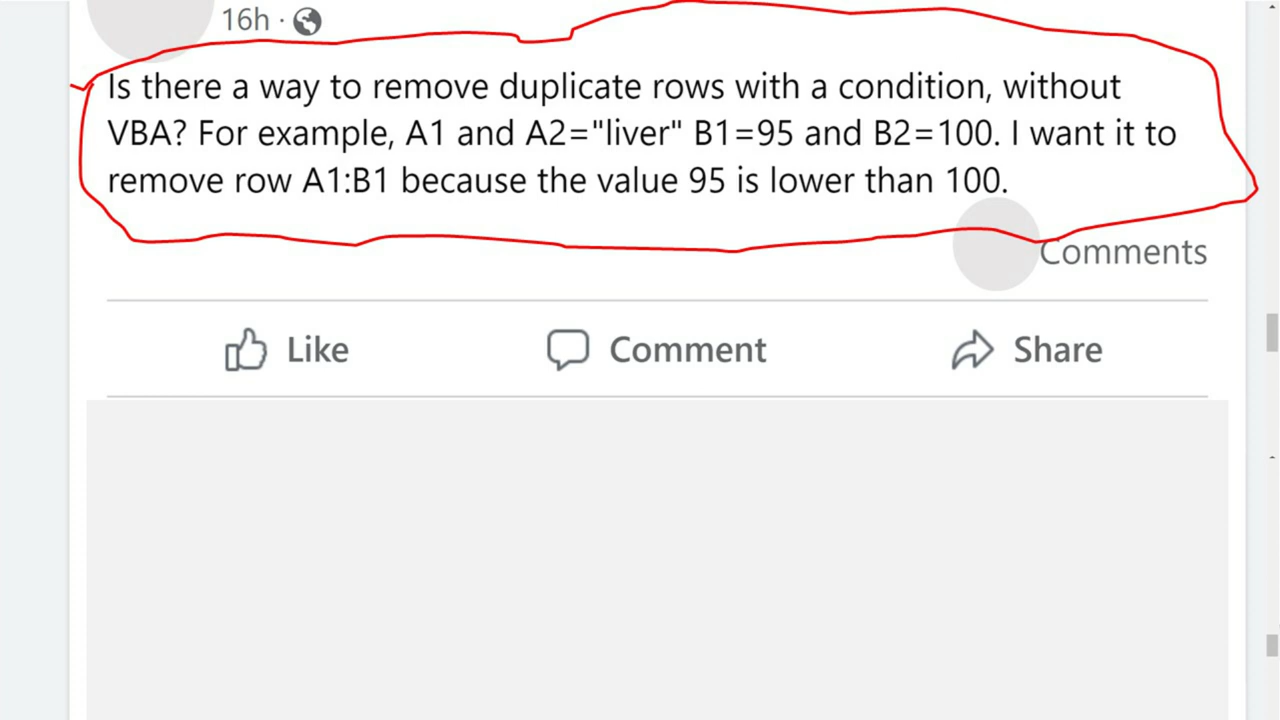 16h ·
Is there a way to remove duplicate rows with a condition, without
VBA? For example, A1 and A2="liver" B1=95 and B2=100. I want it to
remove row A1:B1 because the value 95 is lower than 100.
Comments
Like Comment Share